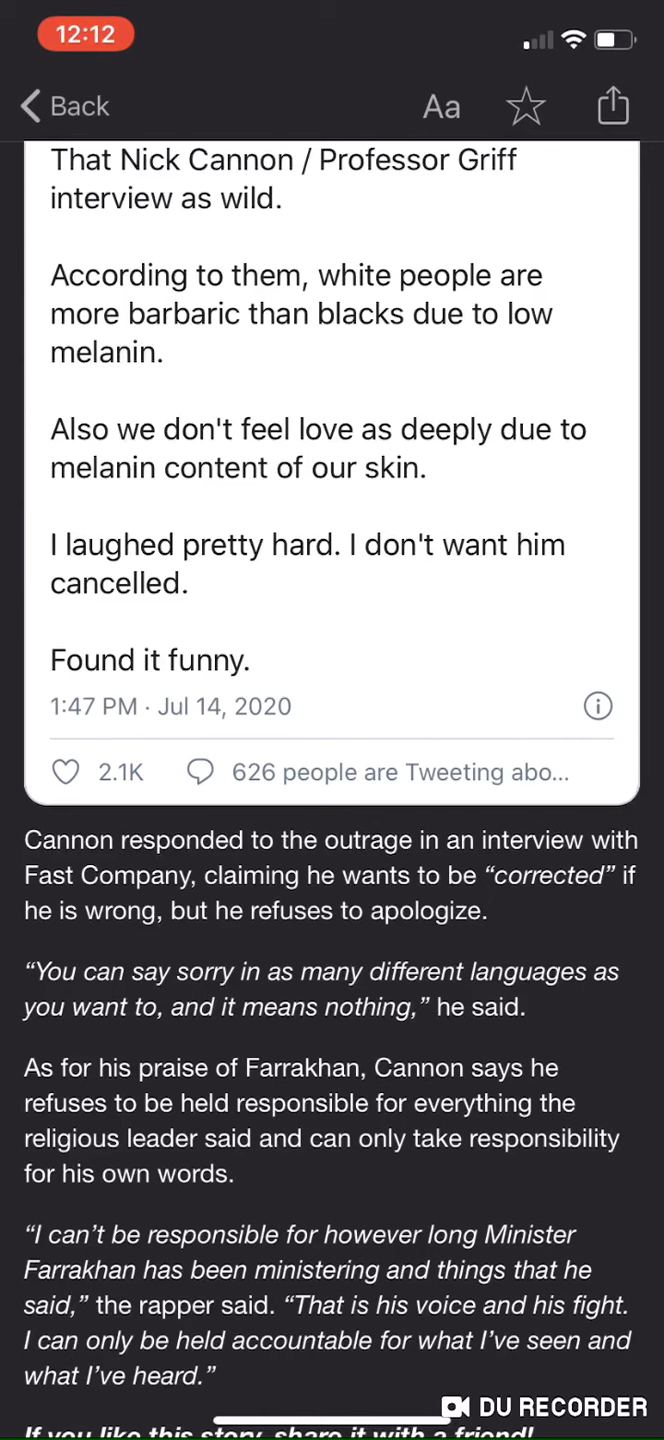 12:12
Back
Aa
That Nick Cannon / Professor Griff
interview as wild.
According to them, white people are
more barbaric than blacks due to low
melanin.
Also we don't feel love as deeply due to
melanin content of our skin.
I laughed pretty hard. I don't want him
cancelled.
Found it funny.
1:47 PM · Jul 14, 2020
2.1K 626 people are Tweeting abo...
Cannon responded to the outrage in an interview with
Fast Company, claiming he wants to be “corrected” if
he is wrong, but he refuses to apologize.
“You can say sorry in as many different languages as
you want to, and it means nothing,” he said.
As for his praise of Farrakhan, Cannon says he
refuses to be held responsible for everything the
religious leader said and can only take responsibility
for his own words.
“I can’t be responsible for however long Minister
Farrakhan has been ministering and things that he
said,” the rapper said. “That is his voice and his fight.
I can only be held accountable for what I’ve seen and
what I’ve heard.”
DU RECORDER
If you like this story, share it with a friend!